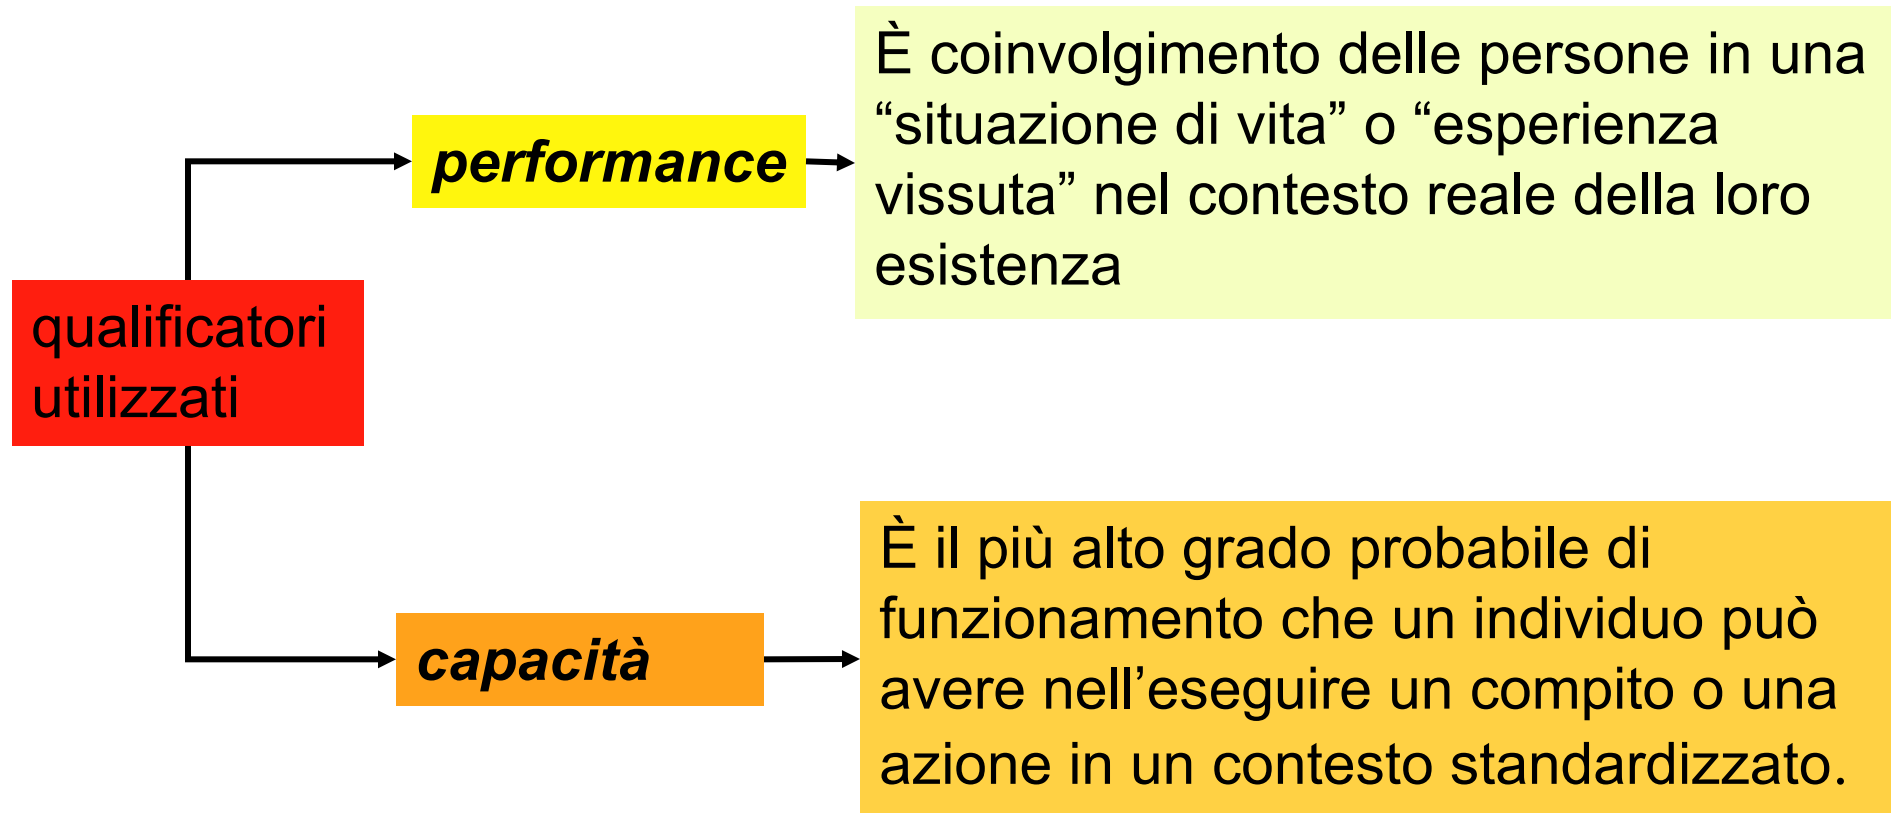 performance
È coinvolgimento delle persone in una
“situazione di vita” o “esperienza
vissuta” nel contesto reale della loro
esistenza
qualificatori
utilizzati
capacità
È il più alto grado probabile di
funzionamento che un individuo può
avere nell’eseguire un compito o una
azione in un contesto standardizzato.